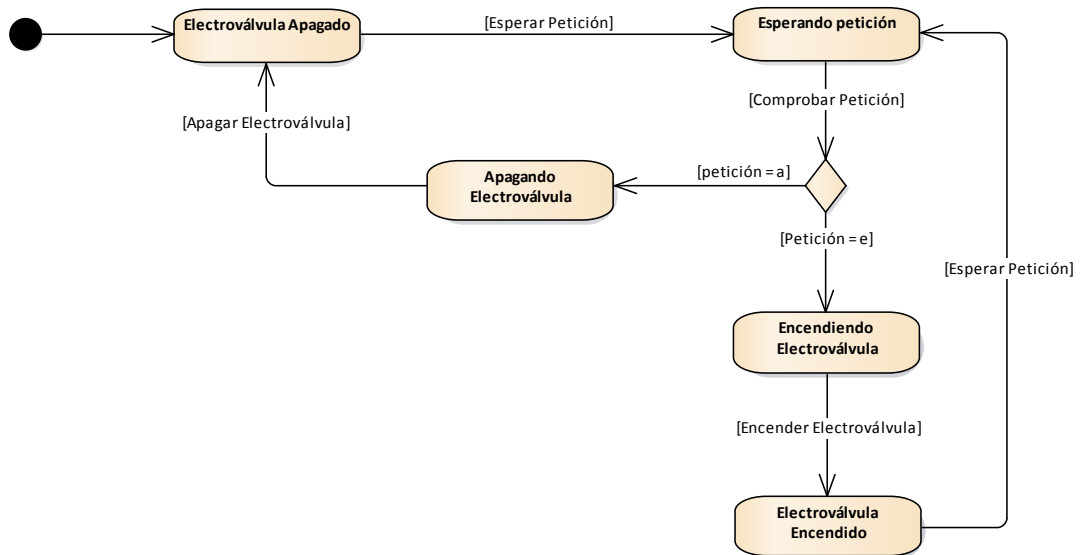 Electroválvula Apagado
[Esperar Petición]
Esperando petición
[Comprobar Petición]
[Apagar Electroválvula]
Apagando
Electroválvula
[petición = a]
[Petición = e]
[Esperar Petición]
Encendiendo
Electroválvula
[Encender Electroválvula]
Electroválvula
Encendido